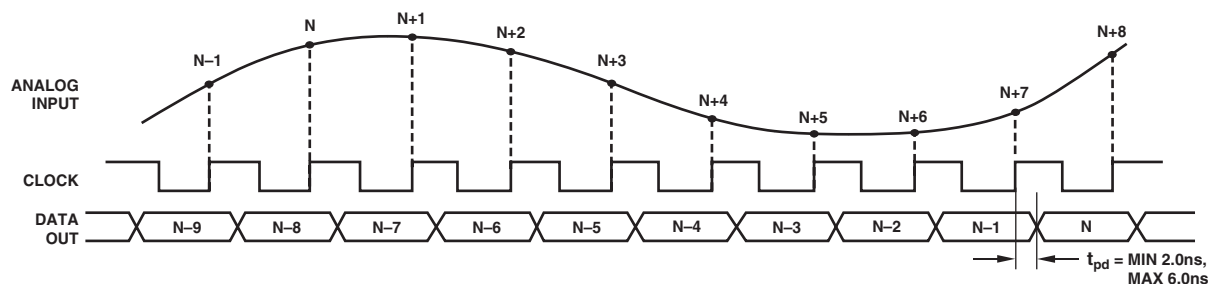 N–1
N
N+1
N+2
N+3
N+4
N+5
N+6
N+7
N+8
ANALOG
INPUT
CLOCK
DATA
OUT
N–9
N–8
N–7
N–6
N–5
N–4
N–3
N–2
N–1
N
tpd = MIN 2.0ns,
MAX 6.0ns